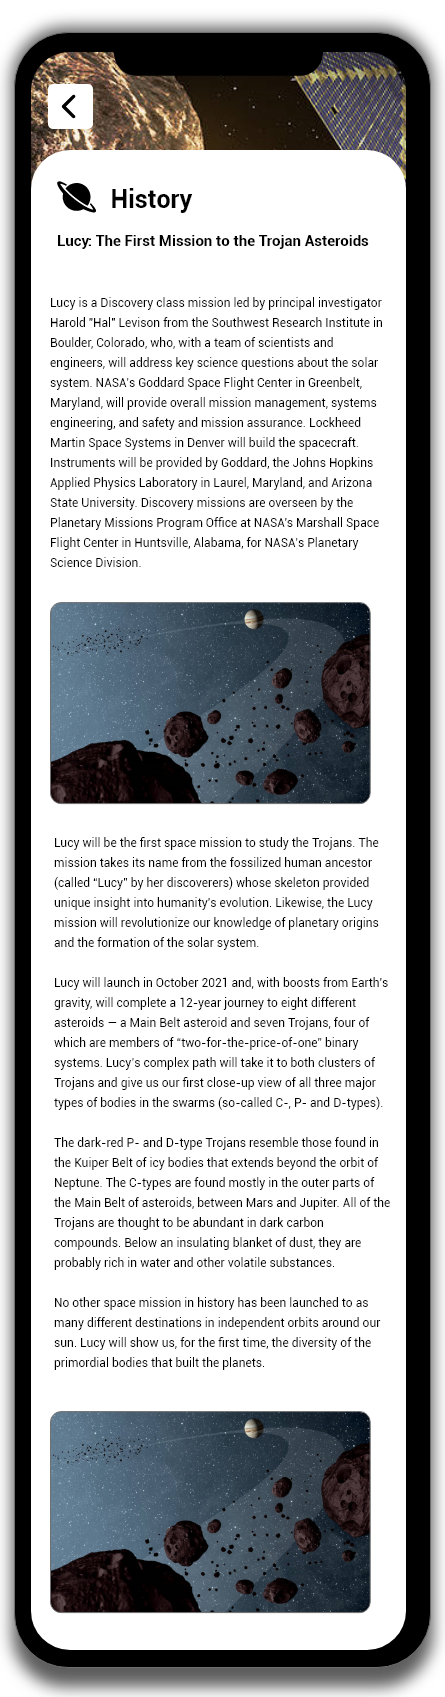 History
Lucy: The First Mission to the Trojan Asteroids
Lucy is a Discovery class mission led by principal investigator
Harold "Hal" Levison from the Southwest Research Institute in
Boulder, Colorado, who, with a team of scientists and
engineers, will address key science questions about the solar
system. NASA's Goddard Space Flight Center in Greenbelt,
Maryland, will provide overall mission management, systems
engineering, and safety and mission assurance. Lockheed
Martin Space Systems in Denver will build the spacecraft.
Instruments will be provided by Goddard, the Johns Hopkins
Applied Physics Laboratory in Laurel, Maryland, and Arizona
State University. Discovery missions are overseen by the
Planetary Missions Program Office at NASA's Marshall Space
Flight Center in Huntsville, Alabama, for NASA's Planetary
Science Division.
Lucy will be the first space mission to study the Trojans. The
mission takes its name from the fossilized human ancestor
(called “Lucy” by her discoverers) whose skeleton provided
unique insight into humanity's evolution. Likewise, the Lucy
mission will revolutionize our knowledge of planetary origins
and the formation of the solar system.
Lucy will launch in October 2021 and, with boosts from Earth's
gravity, will complete a 12-year journey to eight different
asteroids — a Main Belt asteroid and seven Trojans, four of
which are members of “two-for-the-price-of-one” binary
systems. Lucy's complex path will take it to both clusters of
Trojans and give us our first close-up view of all three major
types of bodies in the swarms (so-called C-, P- and D-types).
The dark-red P- and D-type Trojans resemble those found in
the Kuiper Belt of icy bodies that extends beyond the orbit of
Neptune. The C-types are found mostly in the outer parts of
the Main Belt of asteroids, between Mars and Jupiter. All of the
Trojans are thought to be abundant in dark carbon
compounds. Below an insulating blanket of dust, they are
probably rich in water and other volatile substances.
No other space mission in history has been launched to as
many different destinations in independent orbits around our
sun. Lucy will show us, for the first time, the diversity of the
primordial bodies that built the planets.